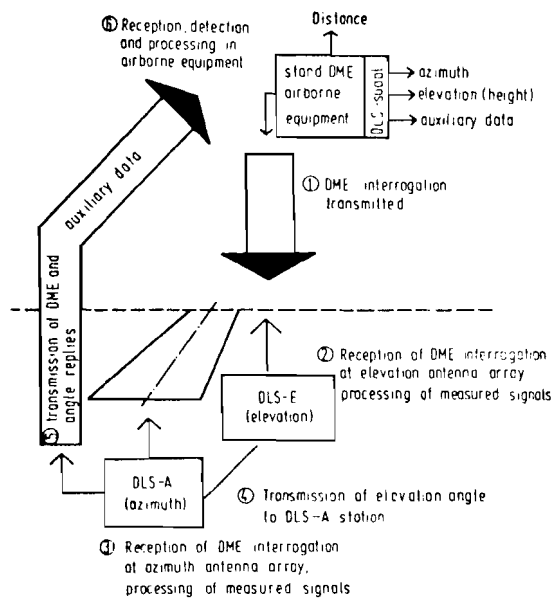 Distance
⑥ Reception, detection
and processing in
airborne equipment
stand DME
airborne
equipment
DLS-suppl
azimuth
elevation (height)
auxiliary data
① DME interrogation
transmitted
auxiliary data
⑤ transmission of DME and
angle replies
② Reception of DME interrogation
at elevation antenna array
processing of measured signals
DLS-E
(elevation)
DLS-A
(azimuth)
④ Transmission of elevation angle
to DLS-A station
③ Reception of DME interrogation
at azimuth antenna array,
processing of measured signals